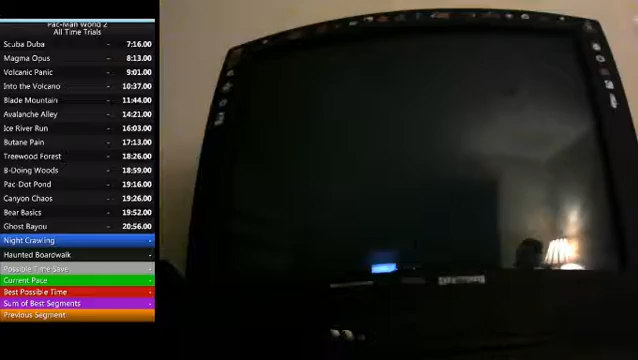 Pac-Man World 2
All Time Trials
Scuba Duba - 7:16.00
Magma Opus - 8:13.00
Volcanic Panic - 9:01.00
Into the Volcano - 10:37.00
Blade Mountain - 11:44.00
Avalanche Alley - 14:21.00
Ice River Run - 16:03.00
Butane Pain - 17:13.00
Treewood Forest - 18:26.00
B-Doing Woods - 18:59.00
Pac-Dot Pond - 19:16.00
Canyon Chaos - 19:26.00
Bear Basics - 19:52.00
Ghost Bayou - 20:56.00
Night Crawling -
Haunted Boardwalk -
Possible Time Save -
Current Pace -
Best Possible Time -
Sum of Best Segments -
Previous Segment -